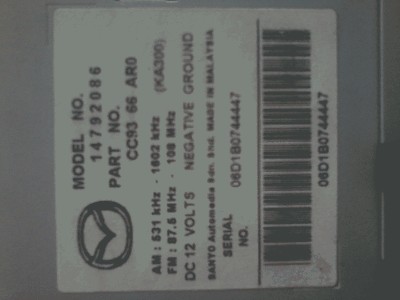 MODEL NO.
14792086
PART NO.
CC93 66 AR0
AM : 531 kHz - 1602 kHz (KA300)
FM : 87.5 MHz - 108 MHz
DC 12 VOLTS NEGATIVE GROUND
SANYO Automedia Sdn. Bhd. MADE IN MALAYSIA
SERIAL NO. 06D1B0744447
06D1B0744447